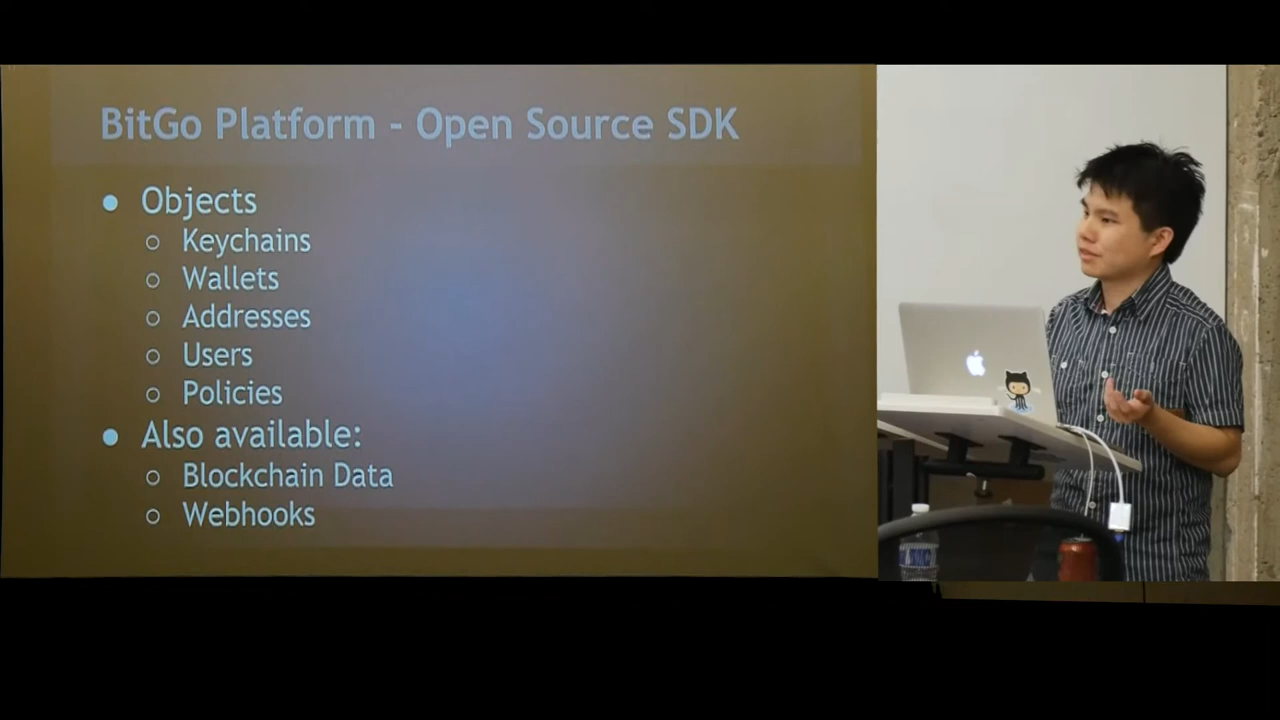 BitGo Platform - Open Source SDK
● Objects
○ Keychains
○ Wallets
○ Addresses
○ Users
○ Policies
● Also available:
○ Blockchain Data
○ Webhooks